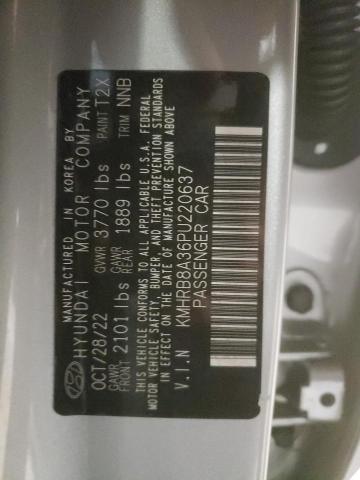 MANUFACTURED IN KOREA BY
HYUNDAI MOTOR COMPANY
OCT/28/22 GVWR 3770 lbs PAINT T2X
GAWR FRONT 2101 lbs GAWR REAR 1889 lbs TRIM NNB
THIS VEHICLE CONFORMS TO ALL APPLICABLE U.S.A. FEDERAL
MOTOR VEHICLE SAFETY, BUMPER, AND THEFT PREVENTION STANDARDS
IN EFFECT ON THE DATE OF MANUFACTURE SHOWN ABOVE
V.I.N KMHRB8A36PU220637
PASSENGER CAR